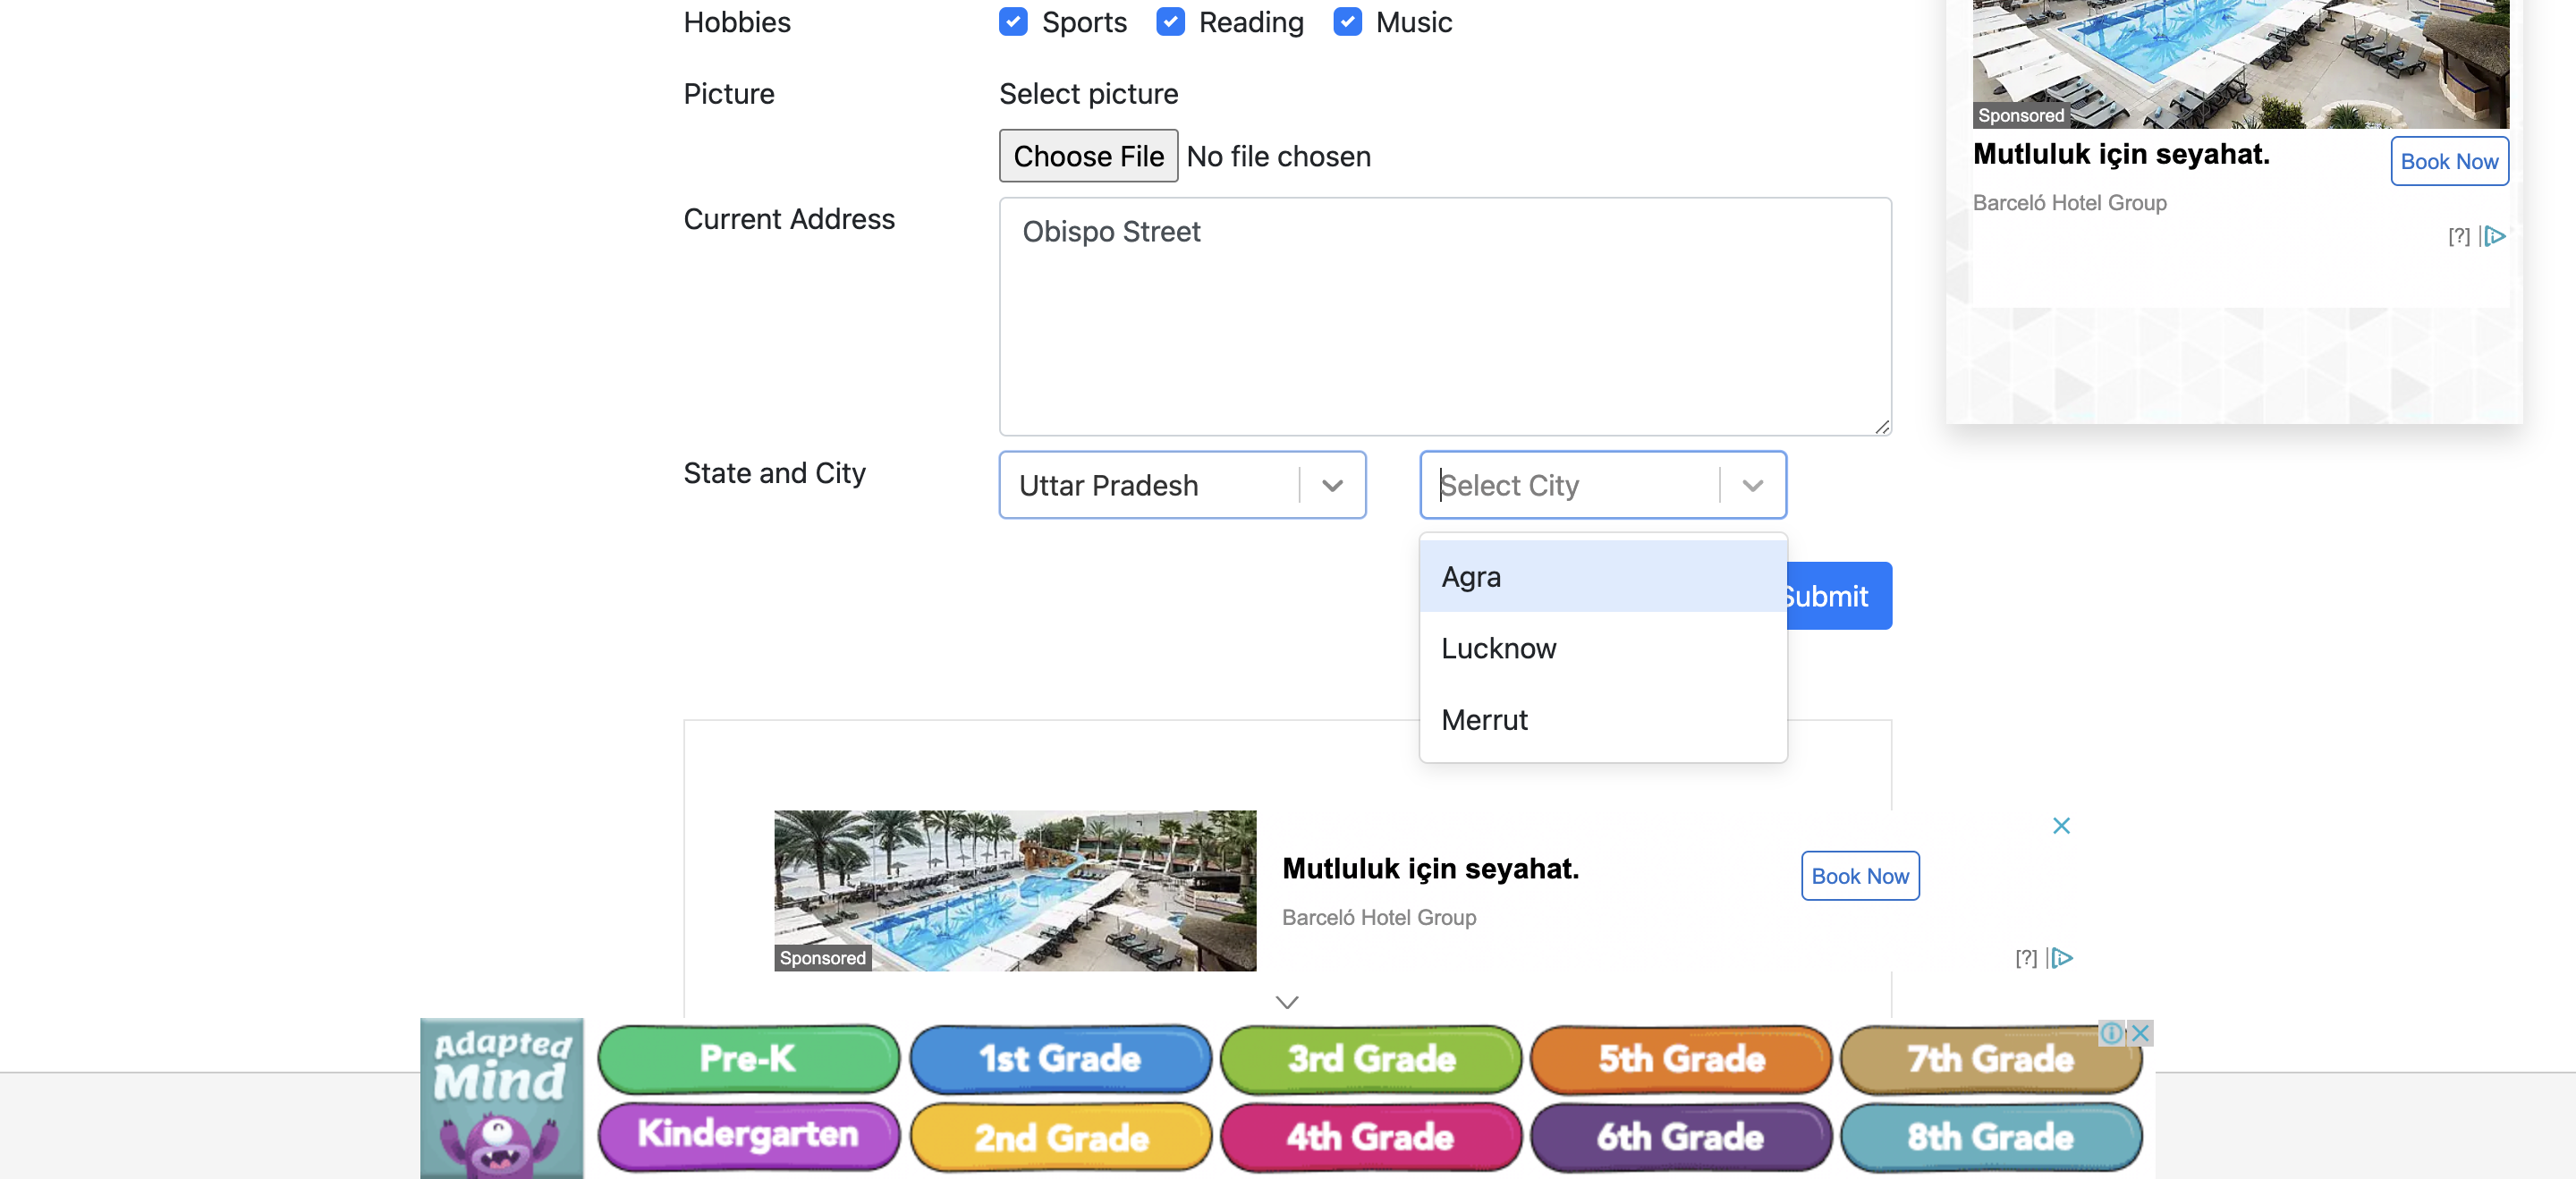 Hobbies
Sports Reading Music
Picture
Select picture
Choose File No file chosen
Current Address
Obispo Street
State and City
Uttar Pradesh
Select City
Agra
Lucknow
Merrut
Submit
Sponsored
Mutluluk için seyahat.
Book Now
Barceló Hotel Group
[?]
Sponsored
Mutluluk için seyahat.
Barceló Hotel Group
Book Now
[?]
Adapted
Mind
Pre-K 1st Grade 3rd Grade 5th Grade 7th Grade
Kindergarten 2nd Grade 4th Grade 6th Grade 8th Grade